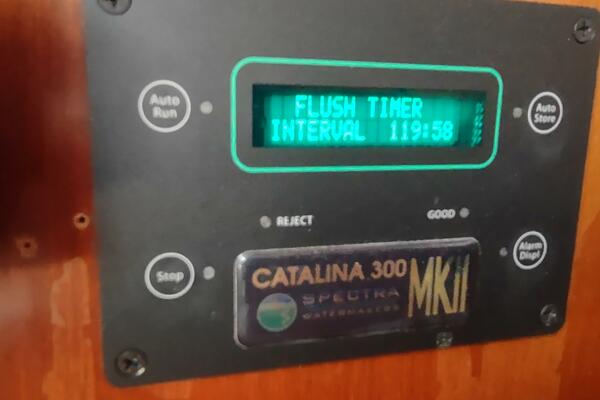 Auto
Run
FLUSH TIMER
INTERVAL 119:58
Auto
Store
REJECT
GOOD
Stop
Alarm
Displ
CATALINA 300
MKII
SPECTRA
WATERMAKERS